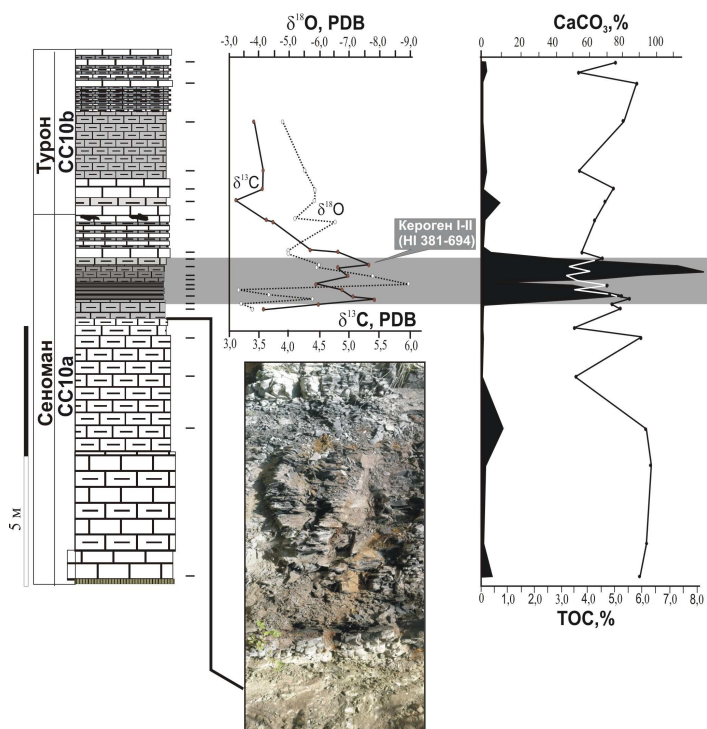 δ¹⁸O, PDB
-3,0 -4,5 -5,0 -6,0 -7,0 -8,0 -9,0
CaCO₃,%
0 20 40 60 80 100
Турон
CC10b
δ¹³C
δ¹⁸O
Кероген I-II
(HI 381-694)
Сеноман
CC10a
5 м
δ¹³C, PDB
3,0 3,5 4,0 4,5 5,0 5,5 6,0
0 1,0 2,0 3,0 4,0 5,0 6,0 7,0 8,0
TOC,%